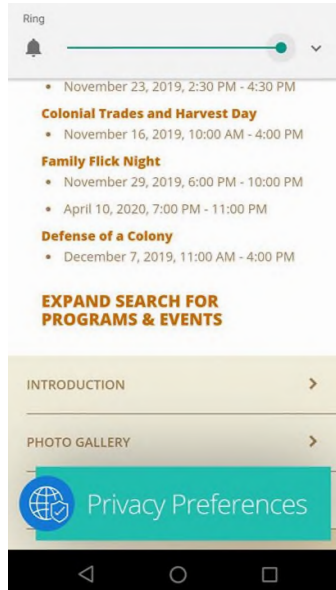 Ring
• November 23, 2019, 2:30 PM - 4:30 PM
Colonial Trades and Harvest Day
• November 16, 2019, 10:00 AM - 4:00 PM
Family Flick Night
• November 29, 2019, 6:00 PM - 10:00 PM
• April 10, 2020, 7:00 PM - 11:00 PM
Defense of a Colony
• December 7, 2019, 11:00 AM - 4:00 PM
EXPAND SEARCH FOR
PROGRAMS & EVENTS
INTRODUCTION
PHOTO GALLERY
Privacy Preferences